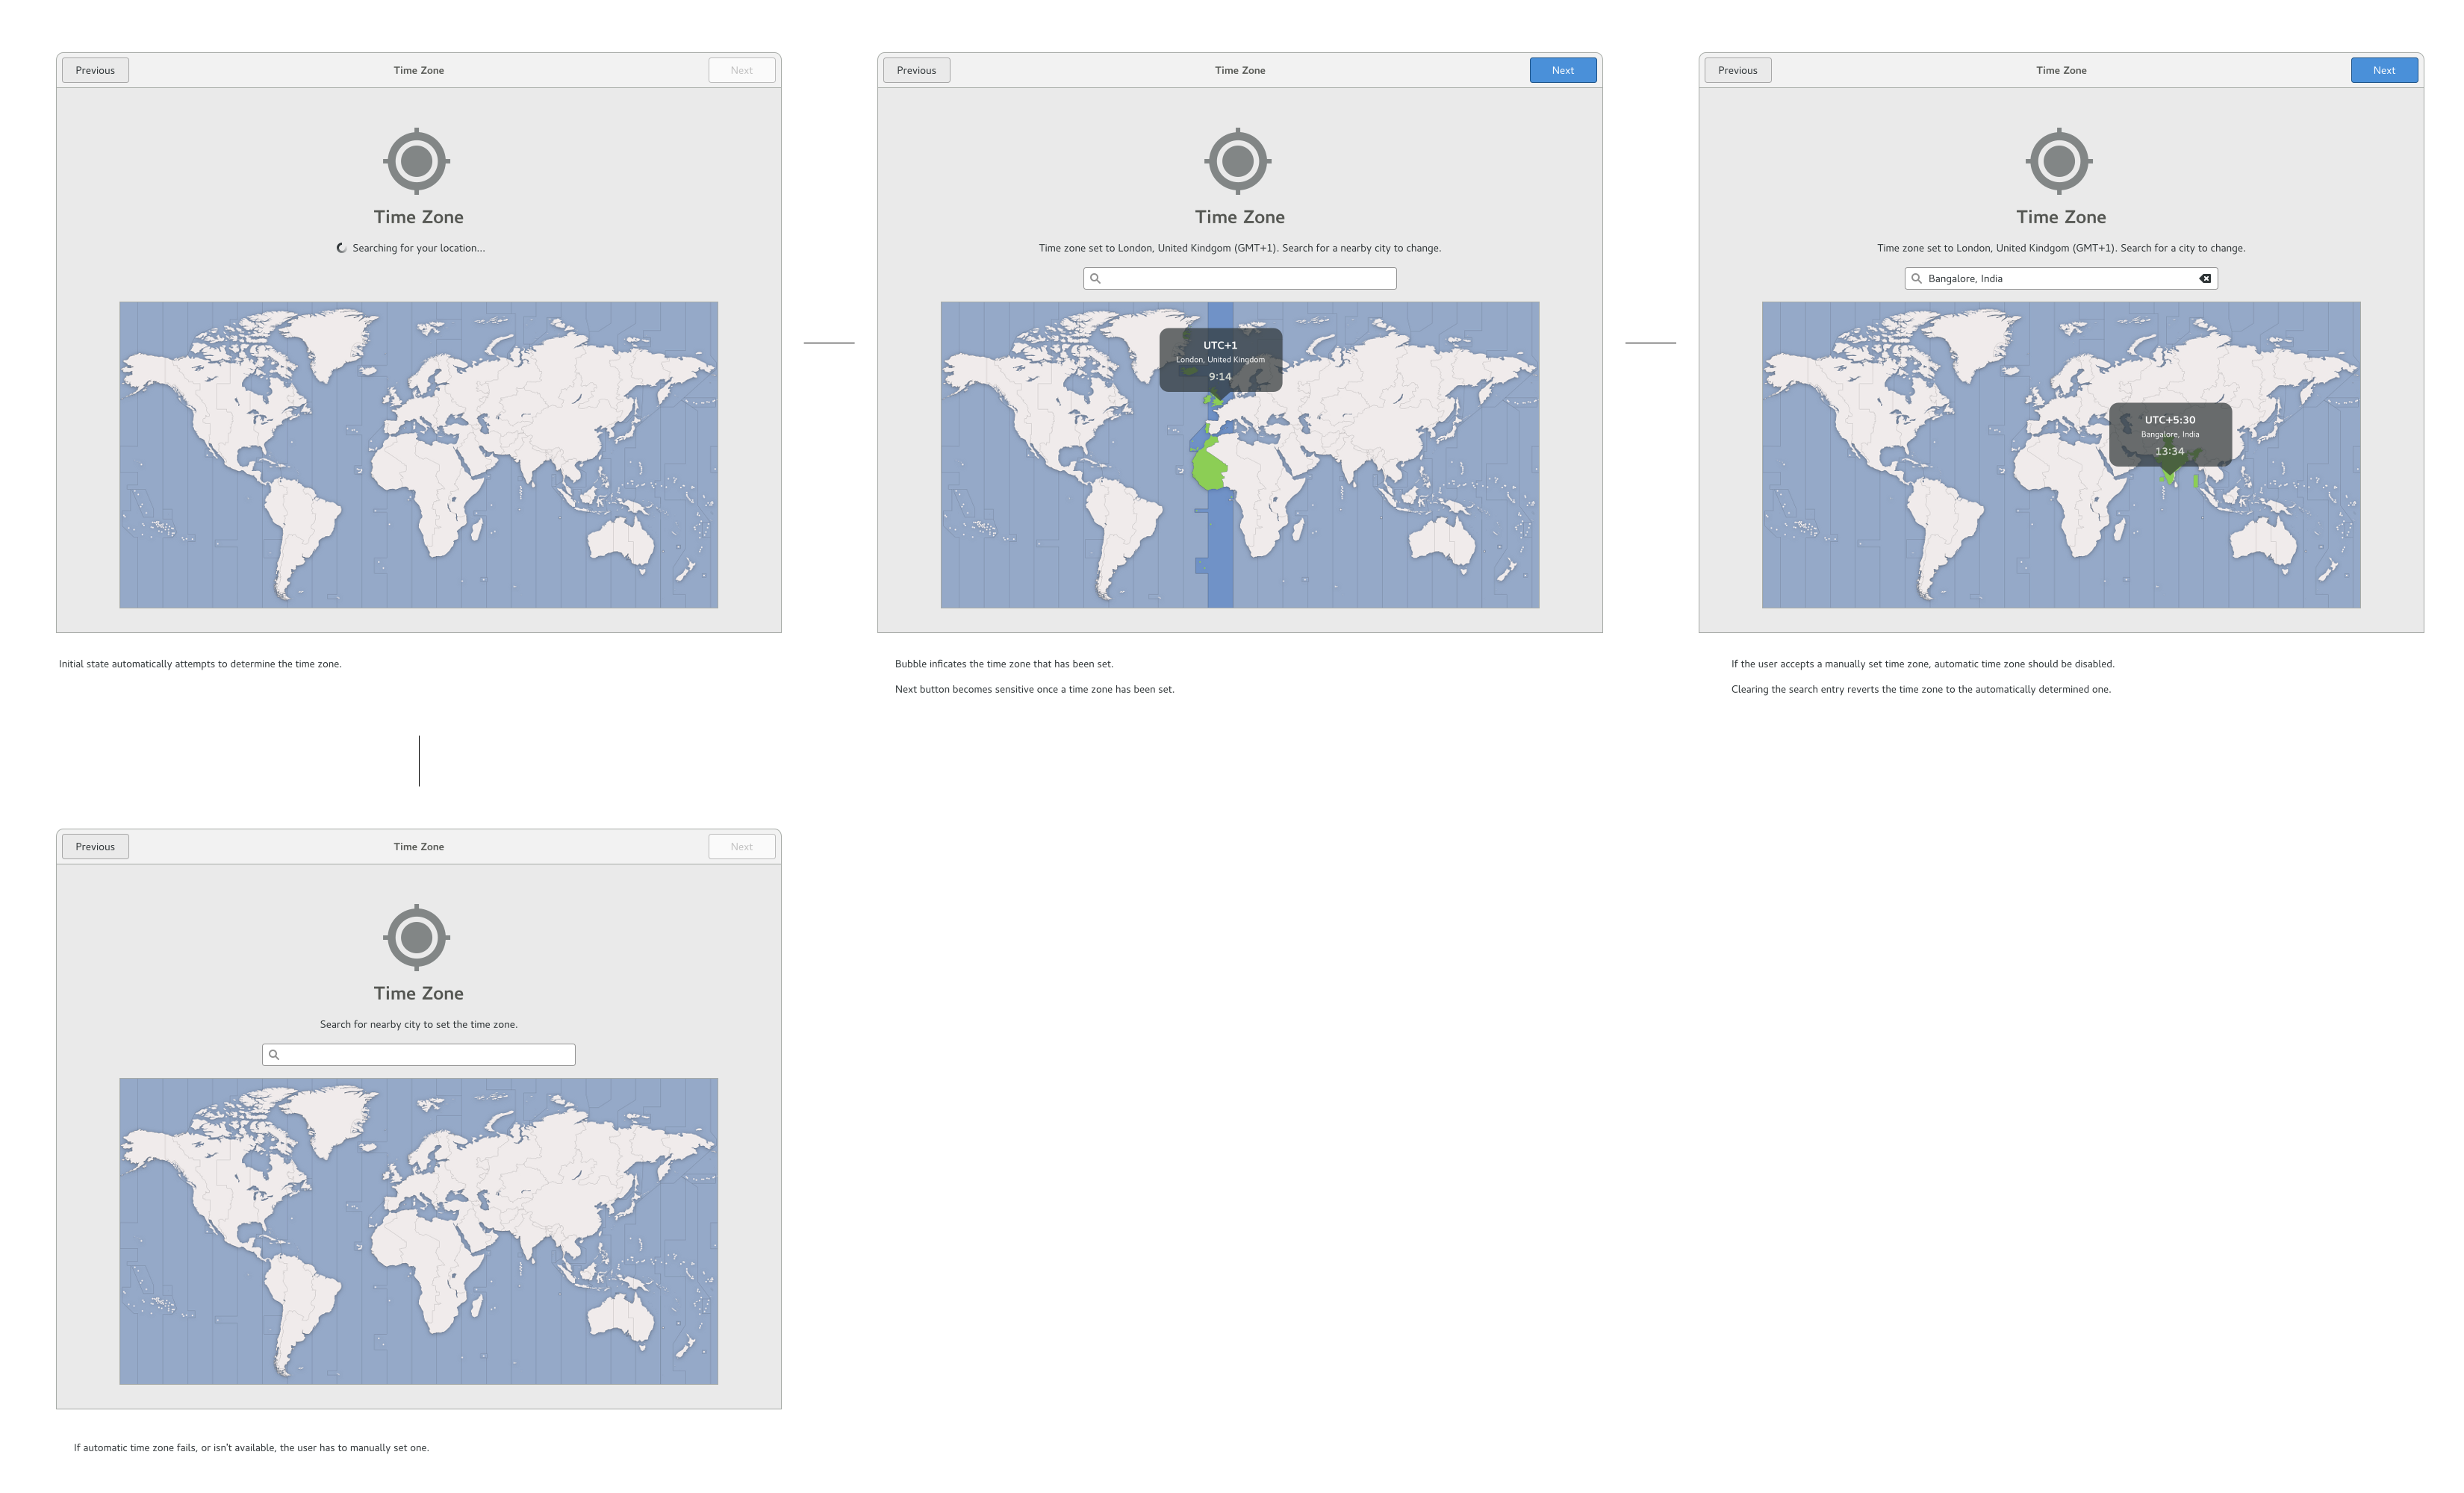 Previous
Time Zone
Next
Time Zone
Searching for your location...
Initial state automatically attempts to determine the time zone.
Previous
Time Zone
Next
Time Zone
Time zone set to London, United Kindgom (GMT+1). Search for a nearby city to change.
UTC+1
London, United Kingdom
9:14
Bubble inficates the time zone that has been set.
Next button becomes sensitive once a time zone has been set.
Previous
Time Zone
Next
Time Zone
Time zone set to London, United Kindgom (GMT+1). Search for a city to change.
Bangalore, India
UTC+5:30
Bangalore, India
13:34
If the user accepts a manually set time zone, automatic time zone should be disabled.
Clearing the search entry reverts the time zone to the automatically determined one.
Previous
Time Zone
Next
Time Zone
Search for nearby city to set the time zone.
If automatic time zone fails, or isn't available, the user has to manually set one.